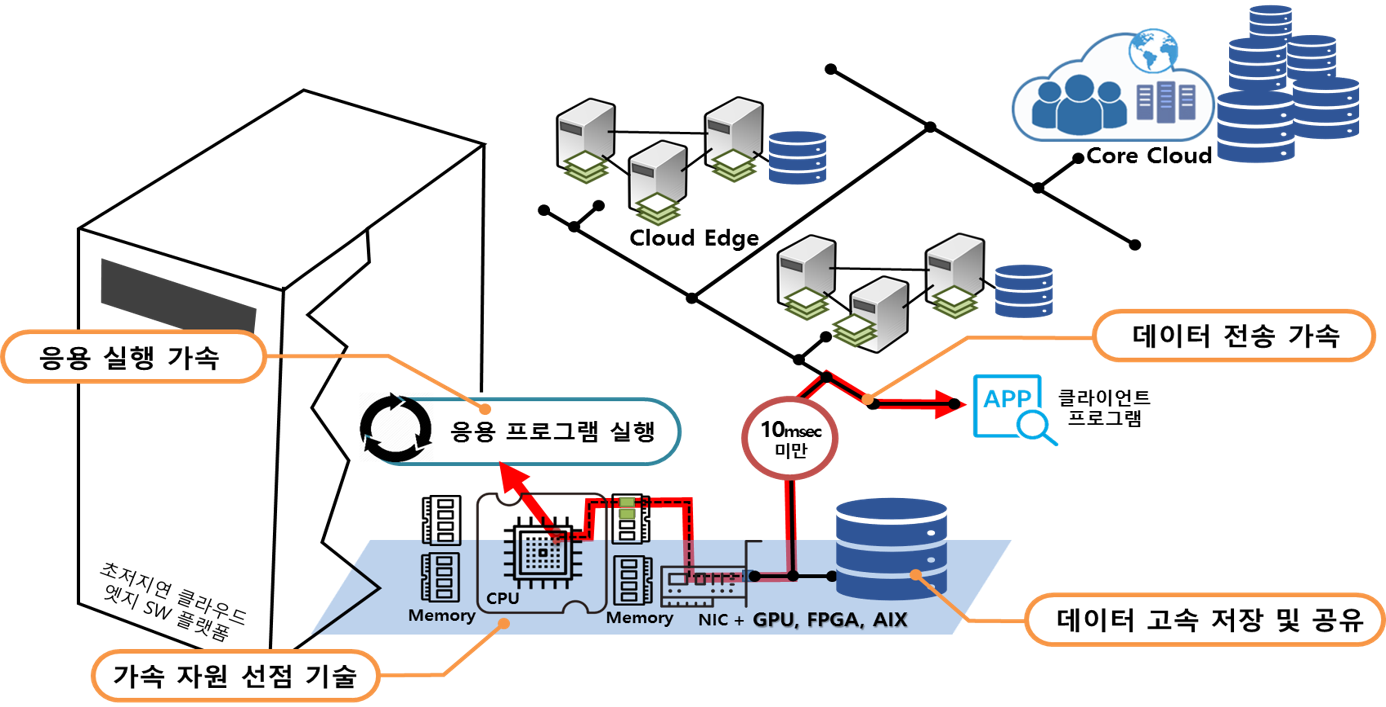 Core Cloud
Cloud Edge
데이터 전송 가속
응용 실행 가속
APP
클라이언트
프로그램
응용 프로그램 실행
10msec
미만
초저지연 클라우드
엣지 SW 플랫폼
CPU
Memory
Memory
NIC + GPU, FPGA, AIX
데이터 고속 저장 및 공유
가속 자원 선점 기술